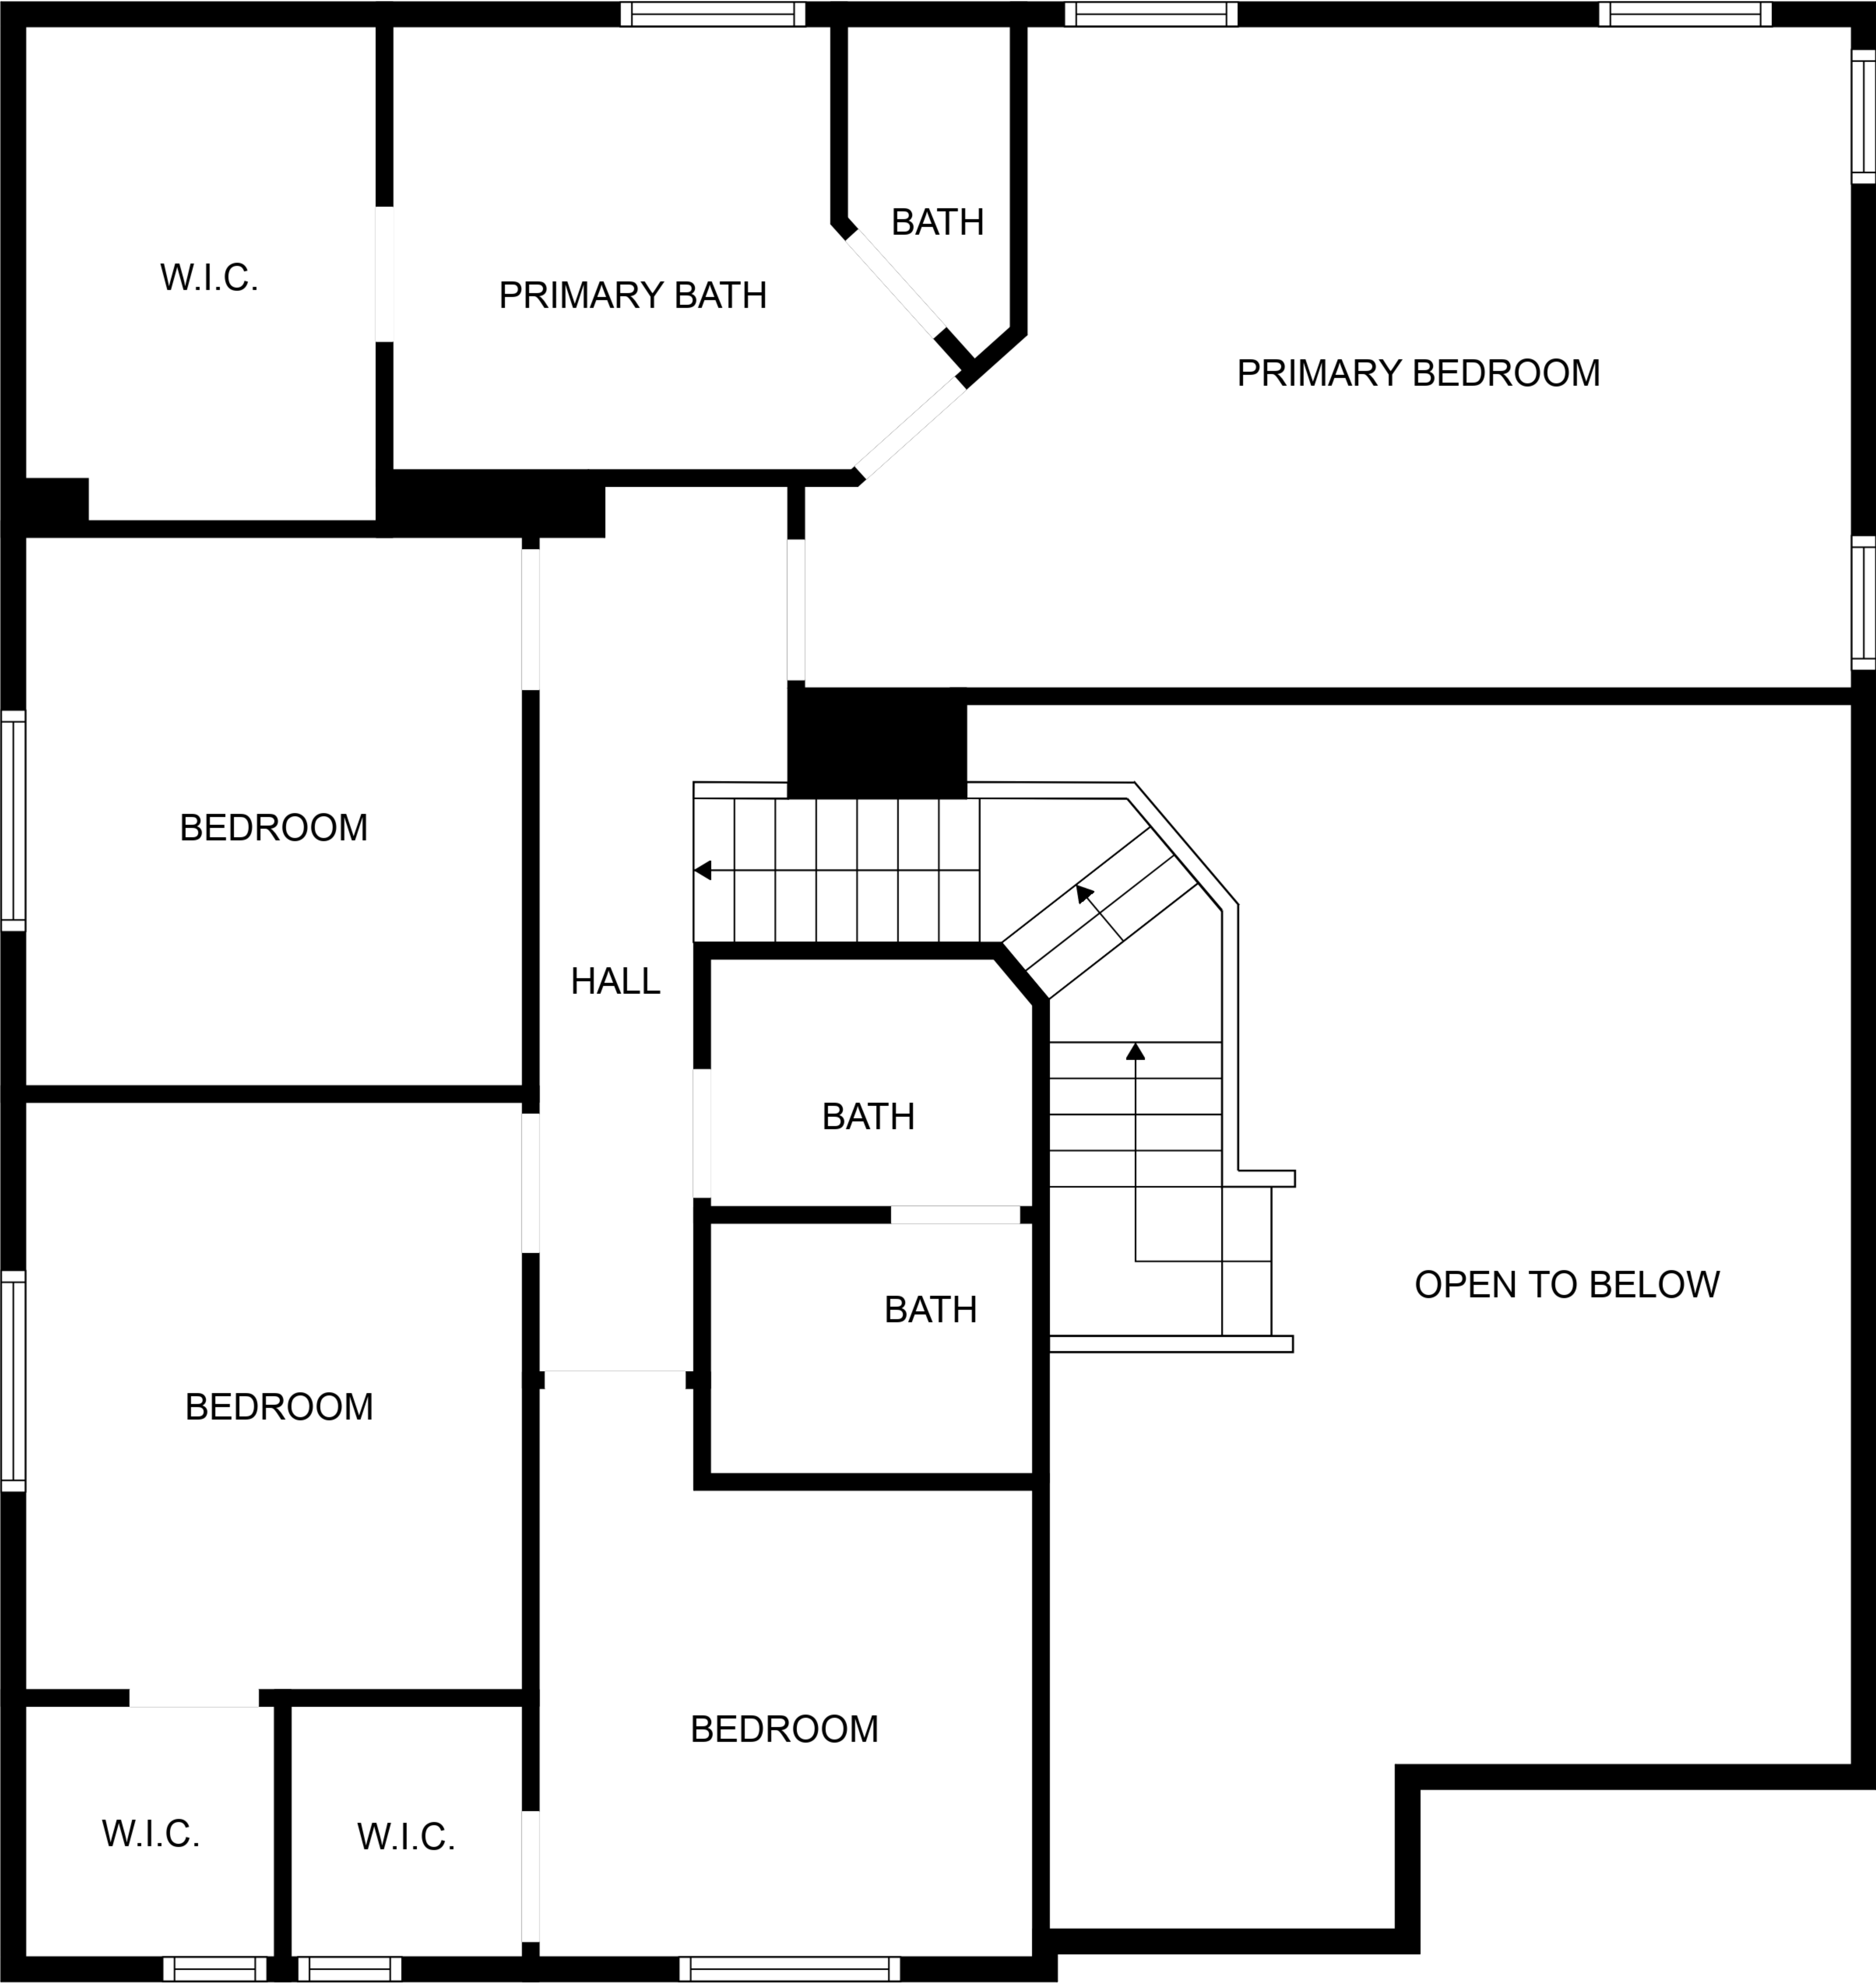 BATH
W.I.C.
PRIMARY BATH
PRIMARY BEDROOM
BEDROOM
HALL
BATH
OPEN TO BELOW
BATH
BEDROOM
BEDROOM
W.I.C.
W.I.C.